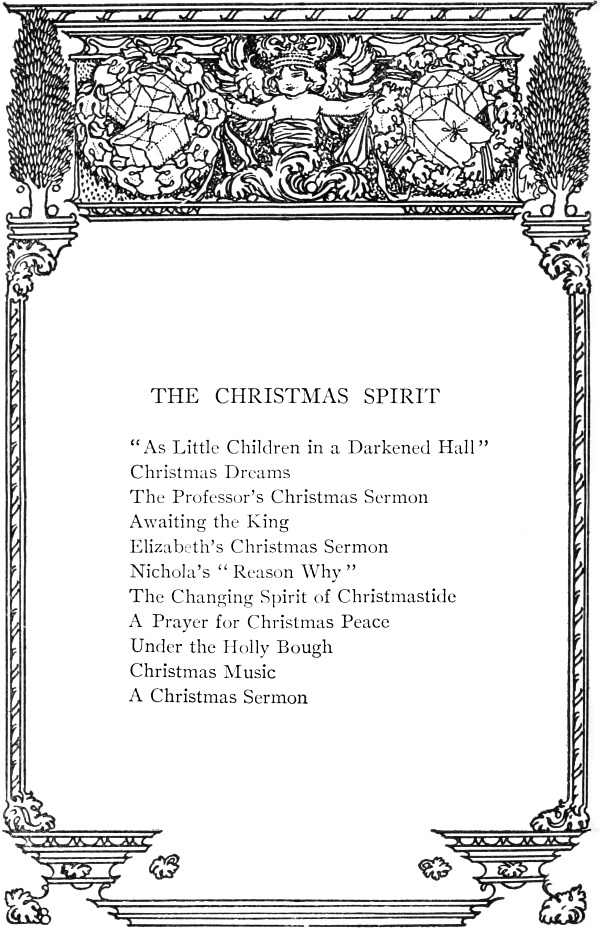 THE CHRISTMAS SPIRIT
"As Little Children in a Darkened Hall"
Christmas Dreams
The Professor's Christmas Sermon
Awaiting the King
Elizabeth's Christmas Sermon
Nichola's "Reason Why"
The Changing Spirit of Christmastide
A Prayer for Christmas Peace
Under the Holly Bough
Christmas Music
A Christmas Sermon